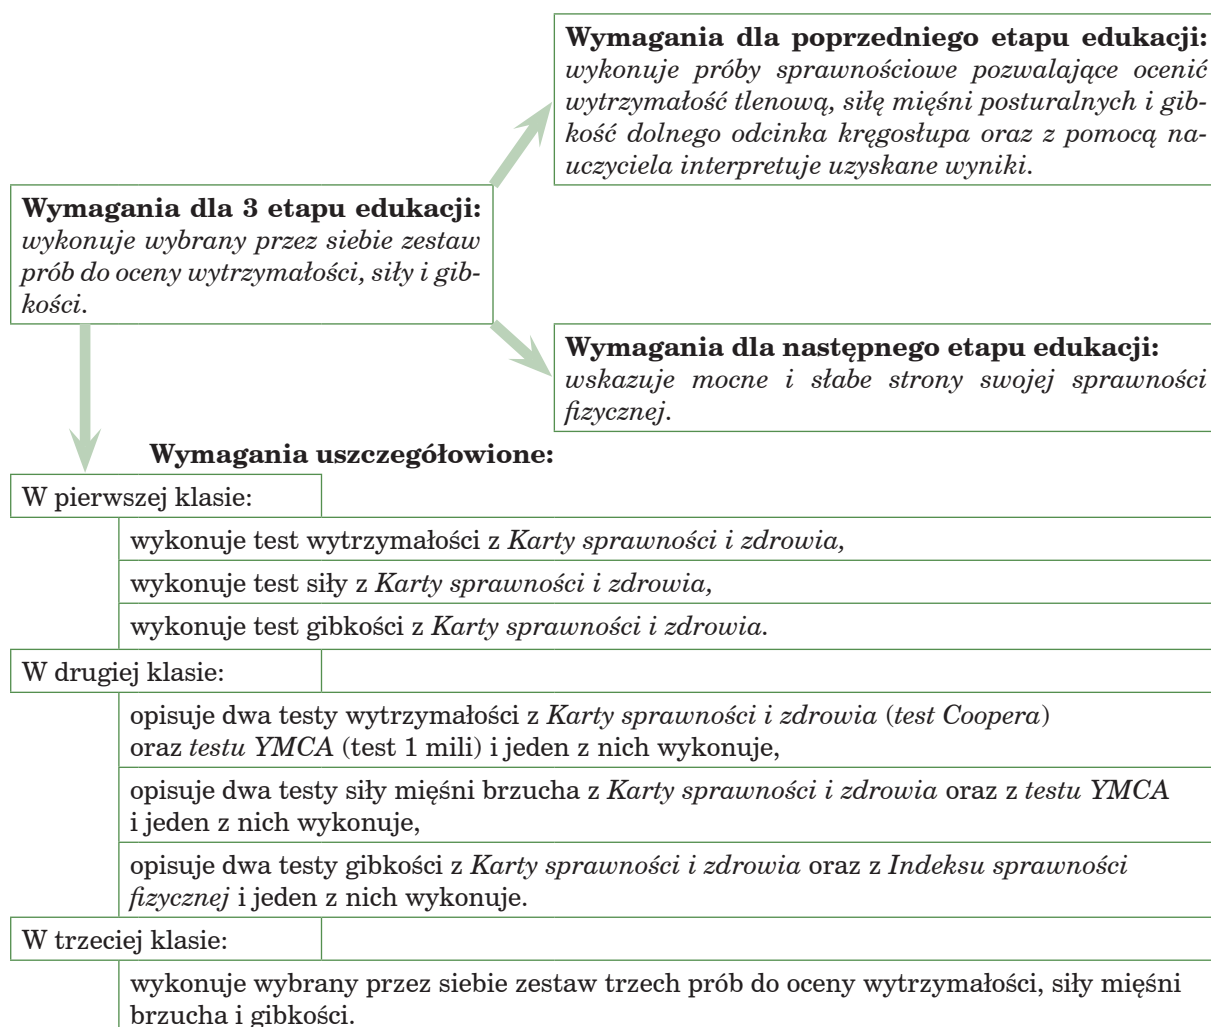 Wymagania dla poprzedniego etapu edukacji:
wykonuje próby sprawnościowe pozwalające ocenić
wytrzymałość tlenową, siłę mięśni posturalnych i gib-
kość dolnego odcinka kręgosłupa oraz z pomocą na-
uczyciela interpretuje uzyskane wyniki.
Wymagania dla 3 etapu edukacji:
wykonuje wybrany przez siebie zestaw
prób do oceny wytrzymałości, siły i gib-
kości.
Wymagania dla następnego etapu edukacji:
wskazuje mocne i słabe strony swojej sprawności
fizycznej.
Wymagania uszczegółowione:
W pierwszej klasie:
wykonuje test wytrzymałości z Karty sprawności i zdrowia,
wykonuje test siły z Karty sprawności i zdrowia,
wykonuje test gibkości z Karty sprawności i zdrowia.
W drugiej klasie:
opisuje dwa testy wytrzymałości z Karty sprawności i zdrowia (test Coopera)
oraz testu YMCA (test 1 mili) i jeden z nich wykonuje,
opisuje dwa testy siły mięśni brzucha z Karty sprawności i zdrowia oraz z testu YMCA
i jeden z nich wykonuje,
opisuje dwa testy gibkości z Karty sprawności i zdrowia oraz z Indeksu sprawności
fizycznej i jeden z nich wykonuje.
W trzeciej klasie:
wykonuje wybrany przez siebie zestaw trzech prób do oceny wytrzymałości, siły mięśni
brzucha i gibkości.